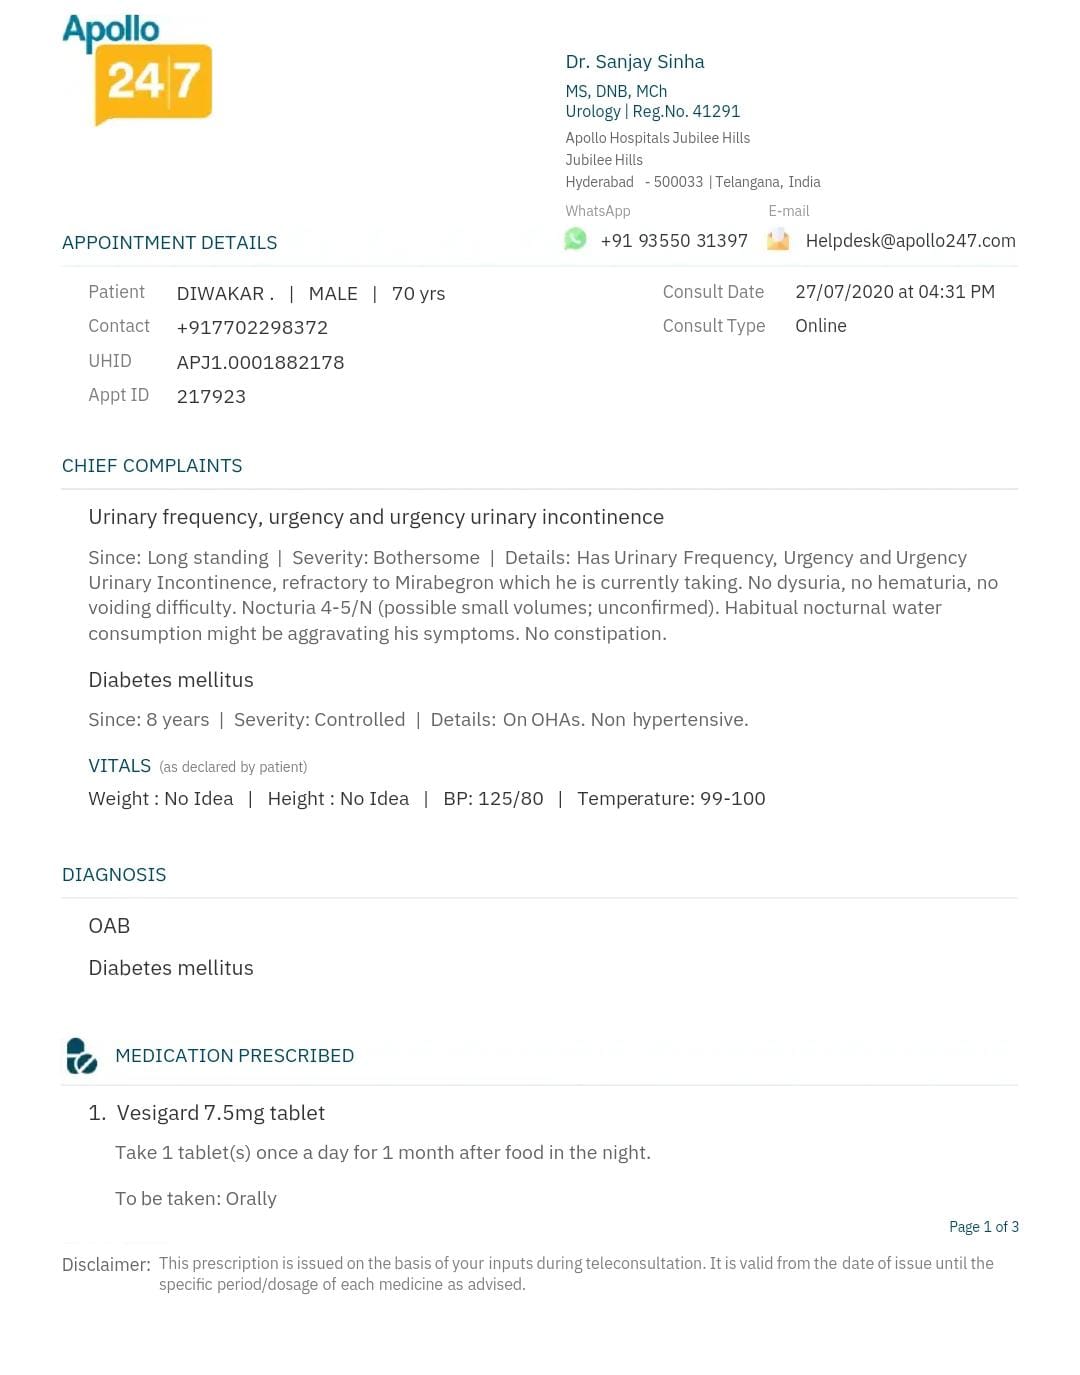 Apollo
24|7
Dr. Sanjay Sinha
MS, DNB, MCh
Urology | Reg.No. 41291
Apollo Hospitals Jubilee Hills
Jubilee Hills
Hyderabad - 500033 | Telangana, India
WhatsApp E-mail
+91 93550 31397 Helpdesk@apollo247.com
APPOINTMENT DETAILS
Patient DIWAKAR . | MALE | 70 yrs
Contact +917702298372
UHID APJ1.0001882178
Appt ID 217923
Consult Date 27/07/2020 at 04:31 PM
Consult Type Online
CHIEF COMPLAINTS
Urinary frequency, urgency and urgency urinary incontinence
Since: Long standing | Severity: Bothersome | Details: Has Urinary Frequency, Urgency and Urgency
Urinary Incontinence, refractory to Mirabegron which he is currently taking. No dysuria, no hematuria, no
voiding difficulty. Nocturia 4-5/N (possible small volumes; unconfirmed). Habitual nocturnal water
consumption might be aggravating his symptoms. No constipation.
Diabetes mellitus
Since: 8 years | Severity: Controlled | Details: On OHAs. Non hypertensive.
VITALS (as declared by patient)
Weight : No Idea | Height : No Idea | BP: 125/80 | Temperature: 99-100
DIAGNOSIS
OAB
Diabetes mellitus
MEDICATION PRESCRIBED
1. Vesigard 7.5mg tablet
Take 1 tablet(s) once a day for 1 month after food in the night.
To be taken: Orally
Page 1 of 3
Disclaimer: This prescription is issued on the basis of your inputs during teleconsultation. It is valid from the date of issue until the
specific period/dosage of each medicine as advised.